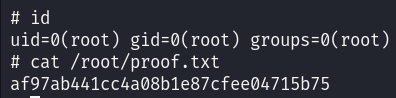 # id
uid=0(root) gid=0(root) groups=0(root)
# cat /root/proof.txt
af97ab441cc4a08b1e87cfee04715b75